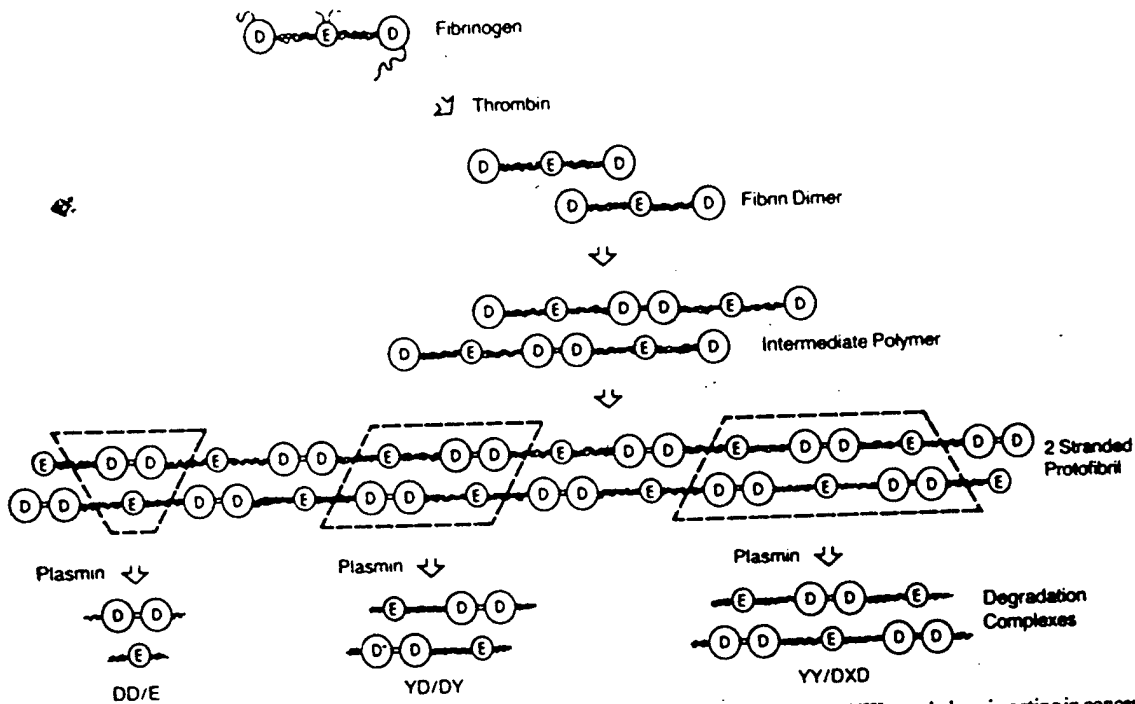 D E D Fibrinogen
Thrombin
D E D
D E D Fibrin Dimer
D E D D E D
D E D D E D Intermediate Polymer
E D D E D D E D D E D D E D D
2 Stranded
Protofibril
D D E D D E D D E D D E D D E D D E
Plasmin Plasmin Plasmin
D D E D D E D D E
Degradation
Complexes
E D D E D D E D D
DD/E YD/DY YY/DXD